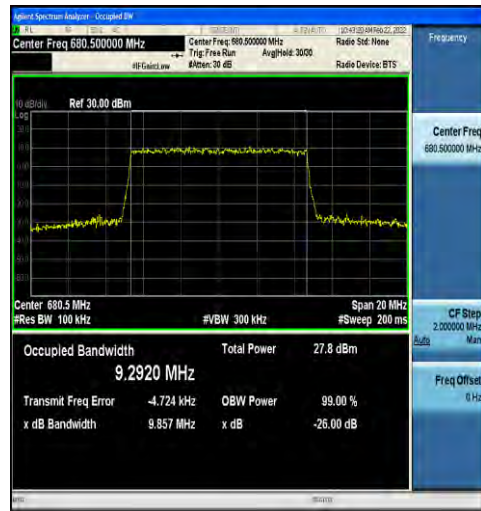 Agilent Spectrum Analyzer - Occupied BW
Center Freq 680.500000 MHz
#IFGain:Low
Center Freq: 680.500000 MHz
Trig: Free Run Avg|Hold: 30/30
#Atten: 30 dB
10:43:20 AM Feb 22, 2022
Radio Std: None
Radio Device: BTS
Frequency
10 dB/div Ref 30.00 dBm
Log
Center Freq
680.500000 MHz
Center 680.5 MHz
Span 20 MHz
#Res BW 100 kHz
#VBW 300 kHz
#Sweep 200 ms
CF Step
2.000000 MHz
Auto Man
Occupied Bandwidth
9.2920 MHz
Total Power 27.8 dBm
Transmit Freq Error -4.724 kHz OBW Power 99.00 %
x dB Bandwidth 9.857 MHz x dB -26.00 dB
Freq Offset
0 Hz